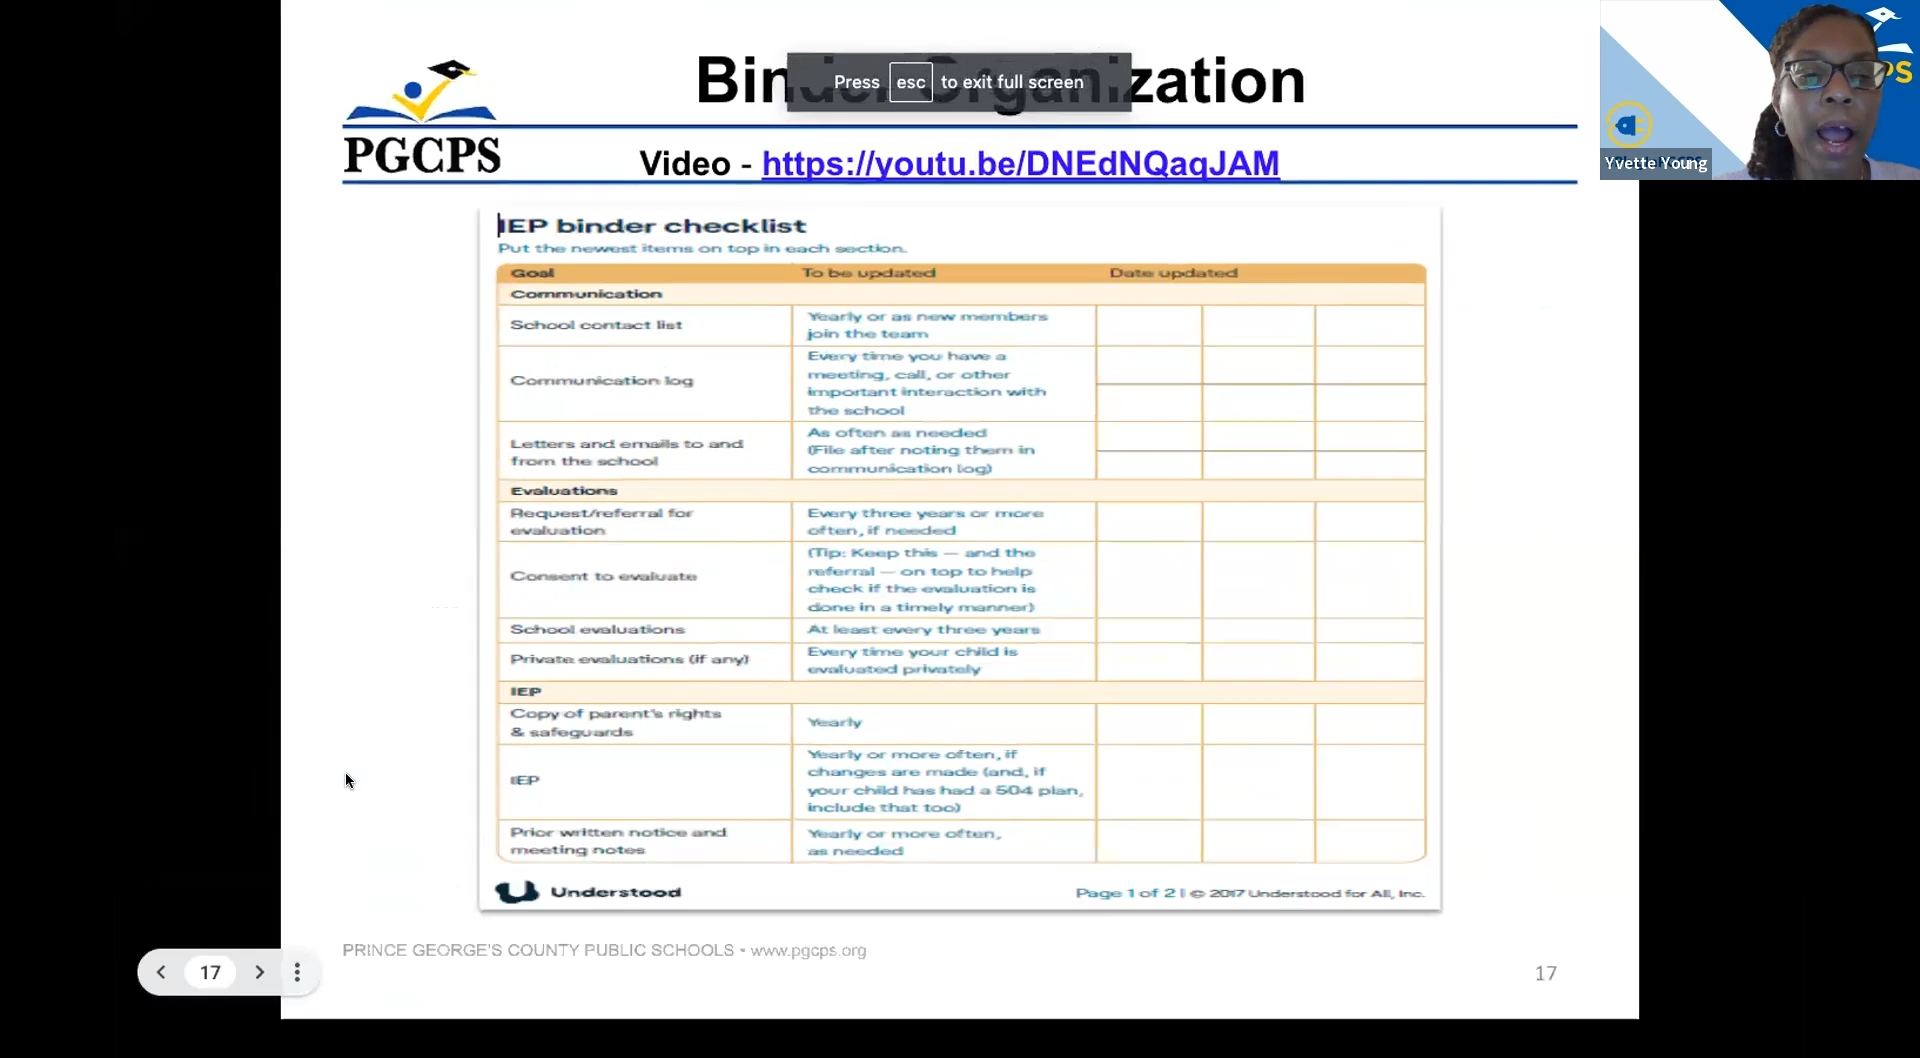 Binder Organization
Press esc to exit full screen
PGCPS
Video - https://youtu.be/DNEdNQaqJAM
PS
Yvette Young
IEP binder checklist
Put the newest items on top in each section.
Goal To be updated Date updated
Communication
School contact list
Yearly or as new members
join the team
Communication log
Every time you have a
meeting, call, or other
important interaction with
the school
Letters and emails to and
from the school
As often as needed
(File after noting them in
communication log)
Evaluations
Request/referral for
evaluation
Every three years or more
often, if needed
Consent to evaluate
(Tip: Keep this — and the
referral — on top to help
check if the evaluation is
done in a timely manner)
School evaluations
At least every three years
Private evaluations (if any)
Every time your child is
evaluated privately
IEP
Copy of parent's rights
& safeguards
Yearly
IEP
Yearly or more often, if
changes are made (and, if
your child has had a 504 plan,
include that too)
Prior written notice and
meeting notes
Yearly or more often,
as needed
Understood
Page 1 of 2 | © 2017 Understood for All, Inc.
PRINCE GEORGE'S COUNTY PUBLIC SCHOOLS • www.pgcps.org
17
17